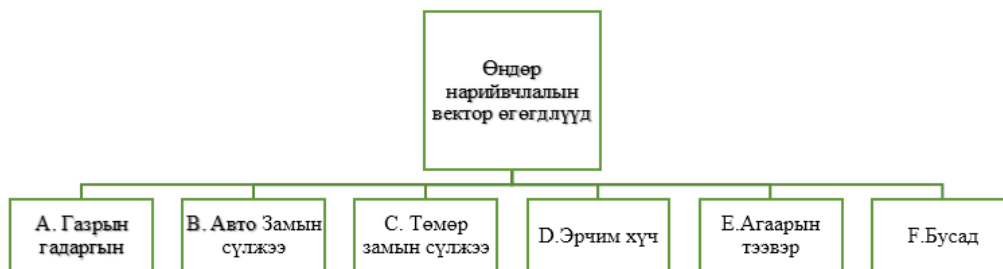 Өндөр
нарийвчлалын
вектор өгөгдлүүд
A. Газрын
гадаргын
B. Авто Замын
сүлжээ
C. Төмөр
замын сүлжээ
D.Эрчим хүч
E.Агаарын
тээвэр
F.Бусад